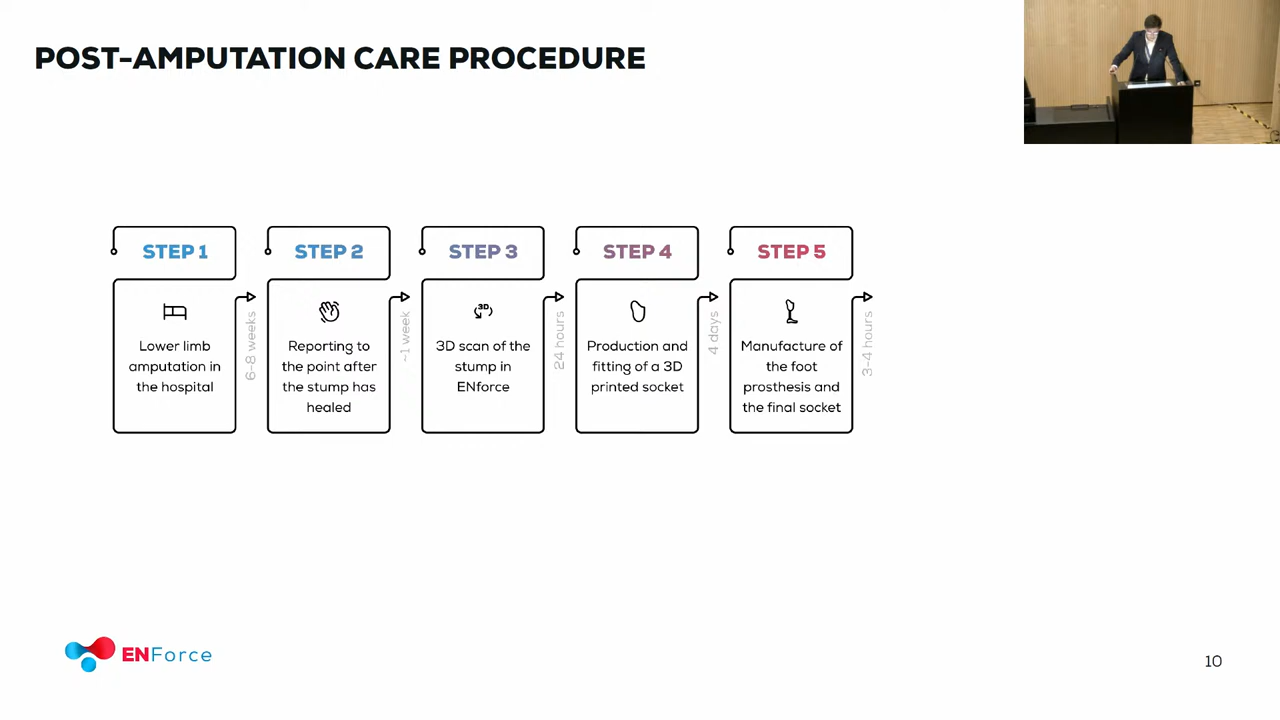 POST-AMPUTATION CARE PROCEDURE
STEP 1
Lower limb
amputation in
the hospital
6-8 weeks
STEP 2
Reporting to
the point after
the stump has
healed
~1 week
STEP 3
3D
3D scan of the
stump in
ENforce
24 hours
STEP 4
Production and
fitting of a 3D
printed socket
4 days
STEP 5
Manufacture of
the foot
prosthesis and
the final socket
3-4 hours
ENForce
10